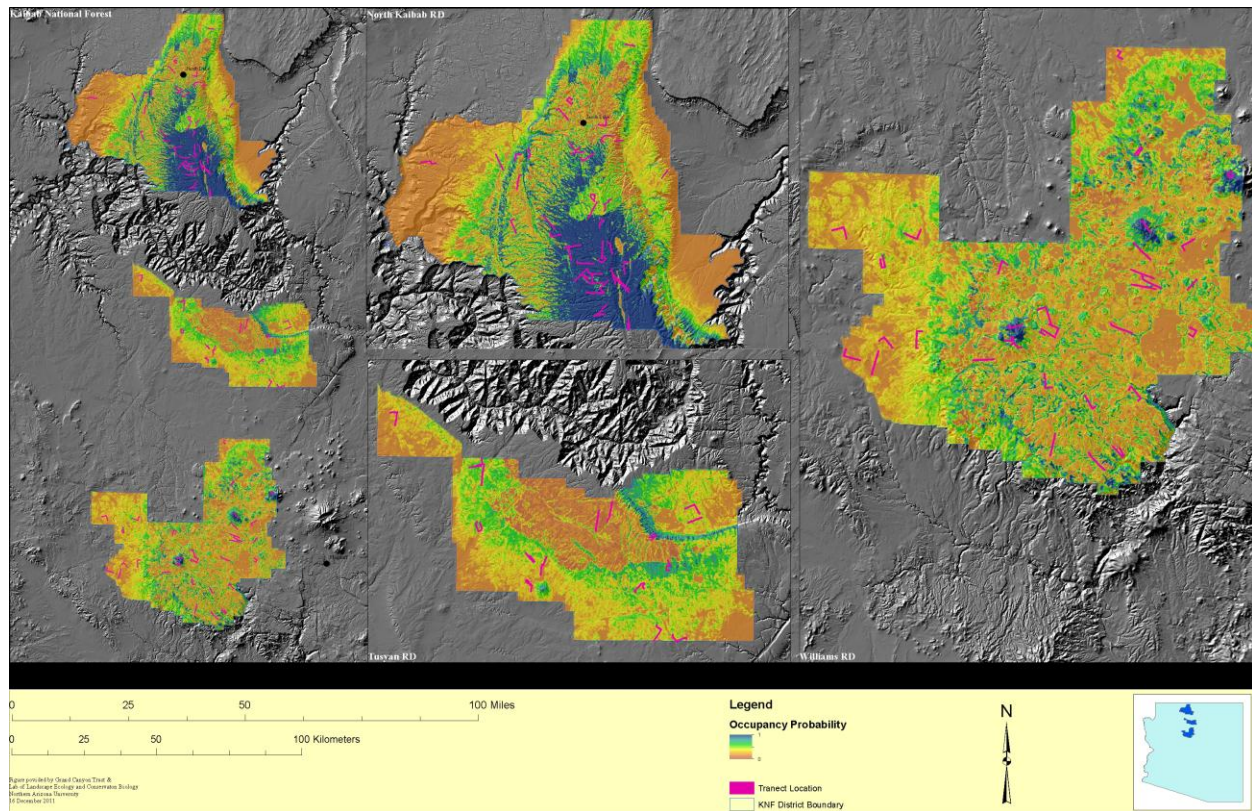 Kaibab National Forest
North Kaibab RD
Tusyan RD
Williams RD
0 25 50 100 Miles
0 25 50 100 Kilometers
Figure provided by Grand Canyon Trust &
Lab of Landscape Ecology and Conservation Biology
Northern Arizona University
16 December 2011
Legend
Occupancy Probability
1
0
Transect Location
KNF District Boundary
N